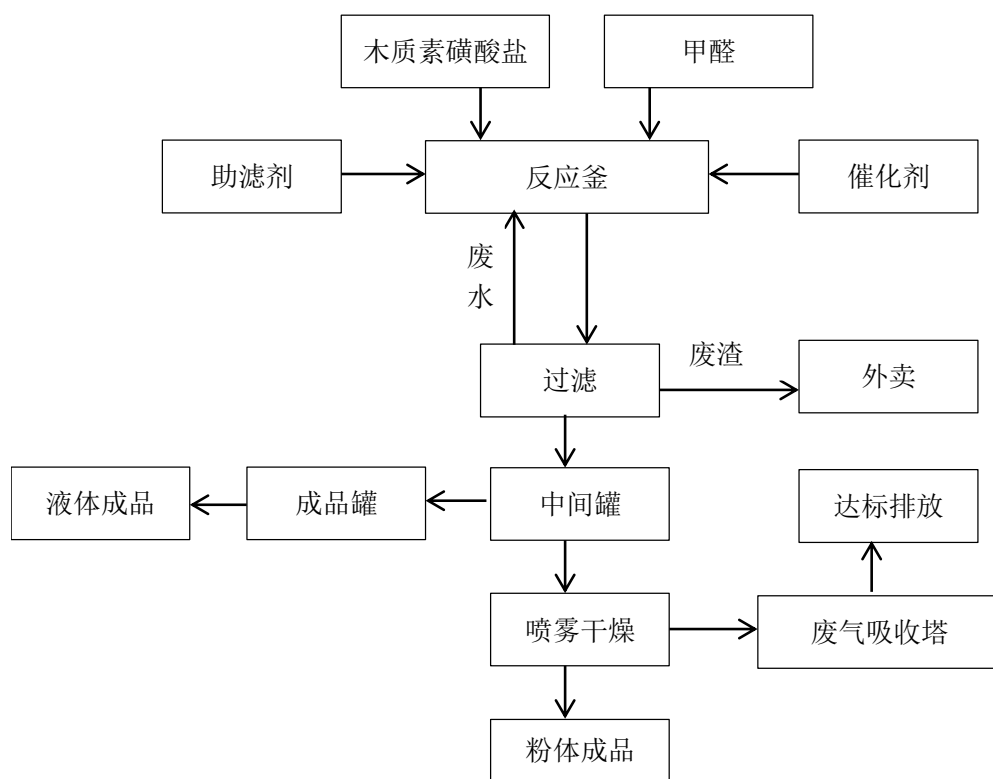 木质素磺酸盐
甲醛
助滤剂
反应釜
催化剂
废
水
过滤
废渣
外卖
液体成品
成品罐
中间罐
达标排放
喷雾干燥
废气吸收塔
粉体成品